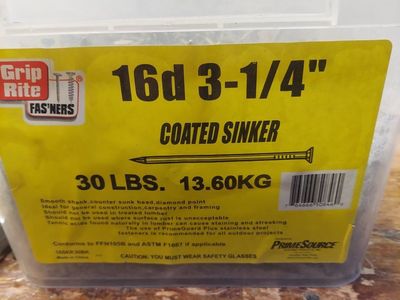 Grip
Rite
FAS'NERS
16d 3-1/4"
COATED SINKER
30 LBS. 13.60KG
Smooth shank,counter sunk head,diamond point
Ideal for general construction,carpentry and framing
Should not be used in treated lumber
Should not be used where surface rust is unacceptable
Tannic acids found naturally in lumber can cause staining and streaking.
The use of PrimeGuard Plus stainless steel
fasteners is recommended for all outdoor projects
Conforms to FFN105B and ASTM F1667 if applicable
Made in China
CAUTION: YOU MUST WEAR SAFETY GLASSES
PRIMESOURCE